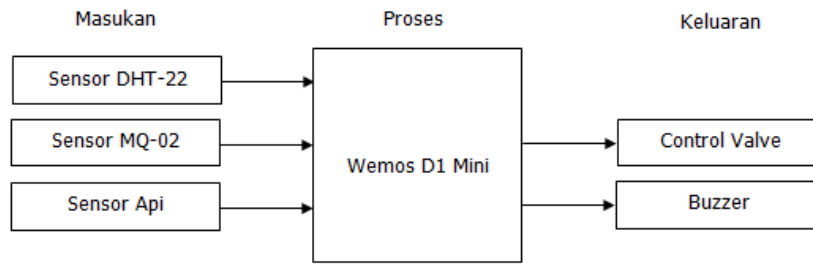 Masukan
Proses
Keluaran
Sensor DHT-22
Sensor MQ-02
Sensor Api
Wemos D1 Mini
Control Valve
Buzzer